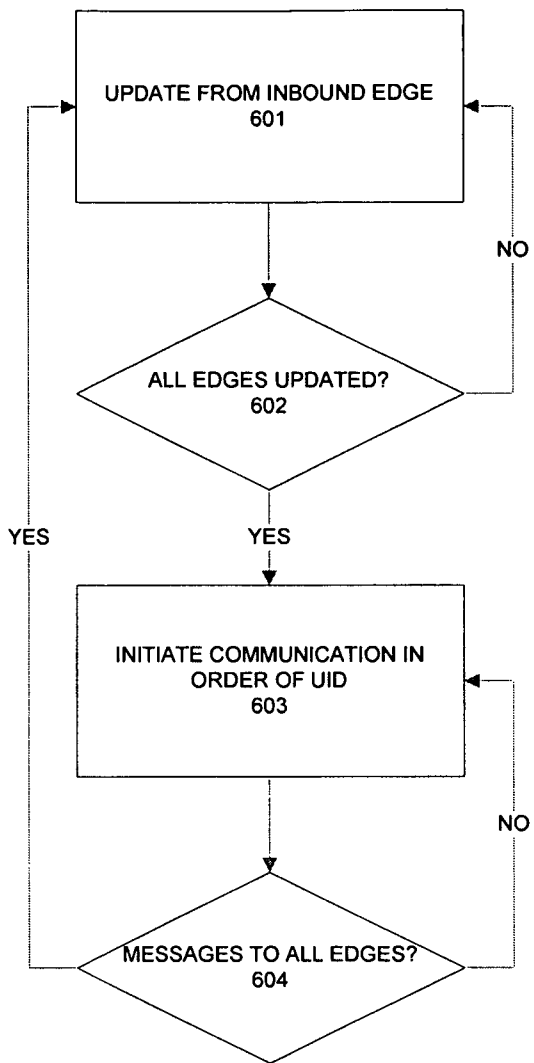 UPDATE FROM INBOUND EDGE
601
NO
ALL EDGES UPDATED?
602
YES
YES
INITIATE COMMUNICATION IN
ORDER OF UID
603
NO
MESSAGES TO ALL EDGES?
604